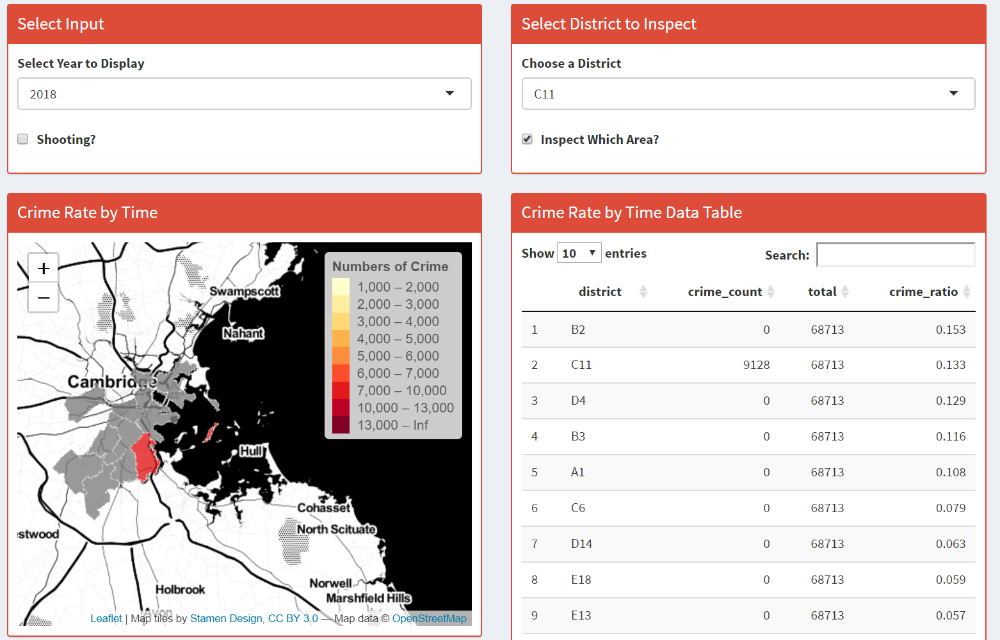 Select Input
Select Year to Display
2018
Shooting?
Select District to Inspect
Choose a District
C11
Inspect Which Area?
Crime Rate by Time
+
−
Numbers of Crime
1,000 – 2,000
2,000 – 3,000
3,000 – 4,000
4,000 – 5,000
5,000 – 6,000
6,000 – 7,000
7,000 – 10,000
10,000 – 13,000
13,000 – Inf
Swampscott
Nahant
Cambridge
Hull
Cohasset
North Scituate
stwood
Norwell
Holbrook
Marshfield Hills
Avon
Leaflet | Map tiles by Stamen Design, CC BY 3.0 — Map data © OpenStreetMap
Crime Rate by Time Data Table
Show 10 entries
Search:
district crime_count total crime_ratio
1 B2 0 68713 0.153
2 C11 9128 68713 0.133
3 D4 0 68713 0.129
4 B3 0 68713 0.116
5 A1 0 68713 0.108
6 C6 0 68713 0.079
7 D14 0 68713 0.063
8 E18 0 68713 0.059
9 E13 0 68713 0.057